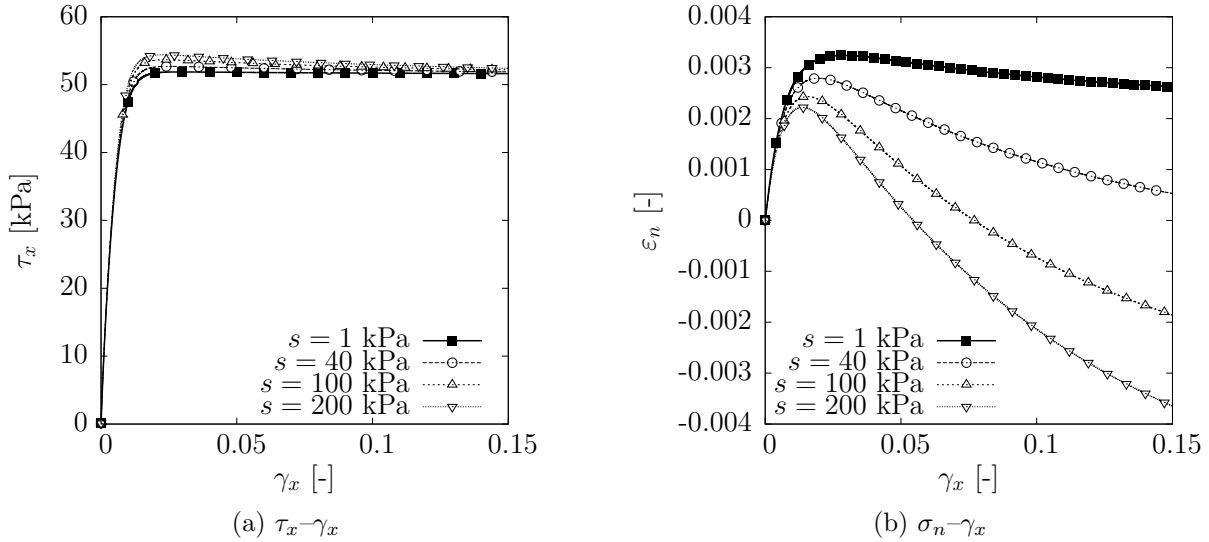 60
50
40
30
20
10
0
0
0.05
0.1
0.15
τx [kPa]
γx [-]
s = 1 kPa
s = 40 kPa
s = 100 kPa
s = 200 kPa
(a) τx–γx
0.004
0.003
0.002
0.001
0
-0.001
-0.002
-0.003
-0.004
0
0.05
0.1
0.15
εn [-]
γx [-]
s = 1 kPa
s = 40 kPa
s = 100 kPa
s = 200 kPa
(b) σn–γx